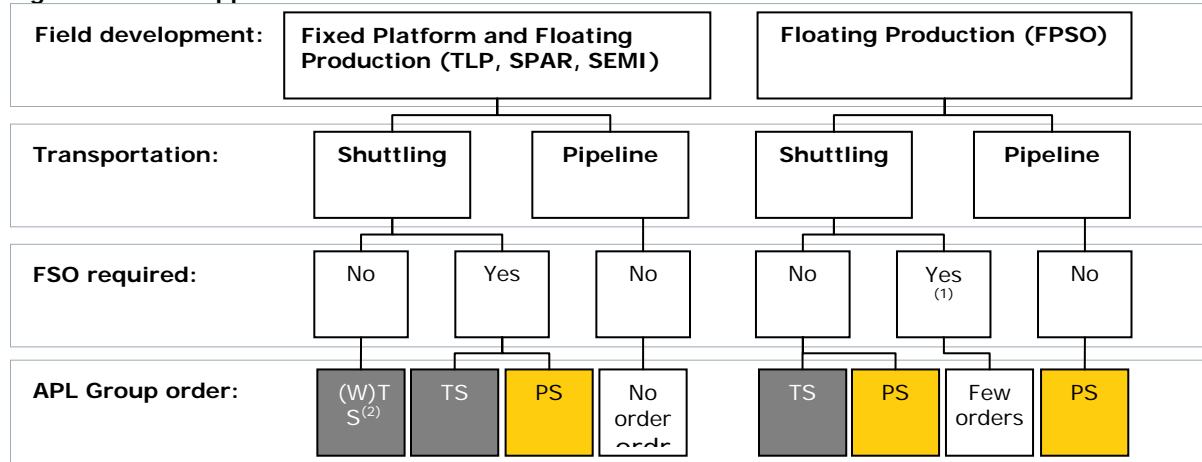 Field development:
Fixed Platform and Floating
Production (TLP, SPAR, SEMI)
Floating Production (FPSO)
Transportation:
Shuttling
Pipeline
Shuttling
Pipeline
FSO required:
No
Yes
No
No
Yes
(1)
No
APL Group order:
(W)T
S(2)
TS
PS
No
order
TS
PS
Few
orders
PS